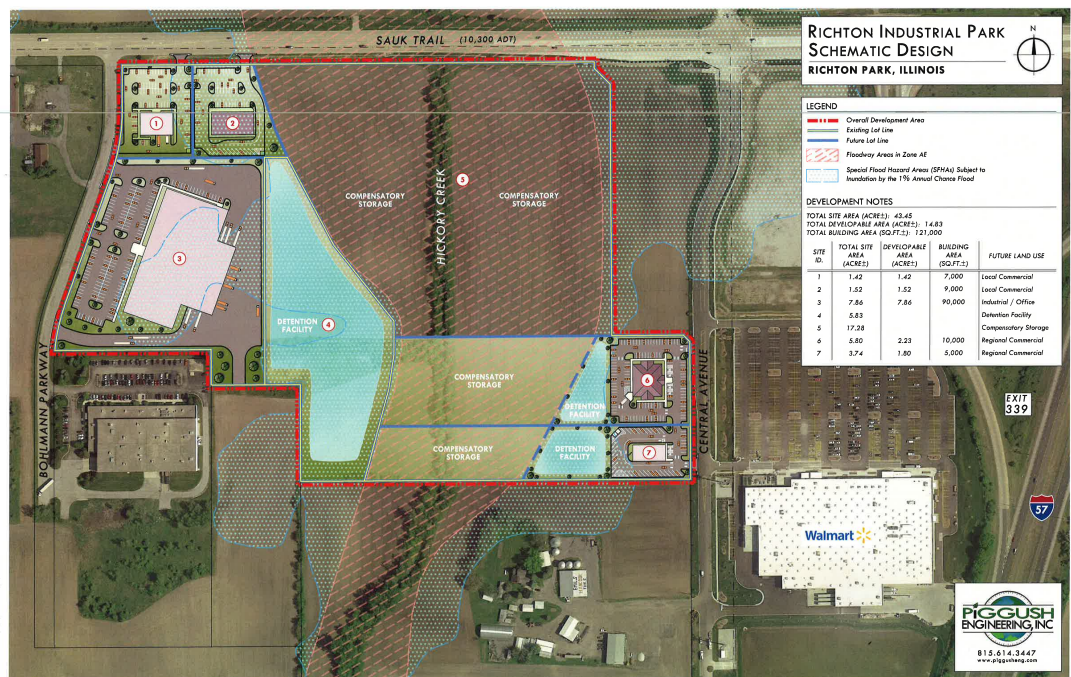 RICHTON INDUSTRIAL PARK
SCHEMATIC DESIGN
RICHTON PARK, ILLINOIS
N
SAUK TRAIL (10,300 ADT)
LEGEND
Overall Development Area
Existing Lot Line
Future Lot Line
Floodway Areas in Zone AE
Special Flood Hazard Areas (SFHAs) Subject to
Inundation by the 1% Annual Chance Flood
DEVELOPMENT NOTES
TOTAL SITE AREA (ACRE±): 43.45
TOTAL DEVELOPABLE AREA (ACRE±): 14.83
TOTAL BUILDING AREA (SQ.FT.±): 121,000
SITE ID. TOTAL SITE AREA (ACRE±) DEVELOPABLE AREA (ACRE±) BUILDING AREA (SQ.FT.±) FUTURE LAND USE
1 1.42 1.42 7,000 Local Commercial
2 1.52 1.52 9,000 Local Commercial
3 7.86 7.86 90,000 Industrial / Office
4 5.83 Detention Facility
5 17.28 Compensatory Storage
6 5.80 2.23 10,000 Regional Commercial
7 3.74 1.80 5,000 Regional Commercial
1
2
3
4
5
6
7
COMPENSATORY
STORAGE
COMPENSATORY
STORAGE
HICKORY CREEK
DETENTION
FACILITY
COMPENSATORY
STORAGE
DETENTION
FACILITY
COMPENSATORY
STORAGE
DETENTION
FACILITY
BOHLMANN PARKWAY
CENTRAL AVENUE
EXIT
339
57
Walmart
PIGGUSH
ENGINEERING, INC
815.614.3447
www.piggusheng.com